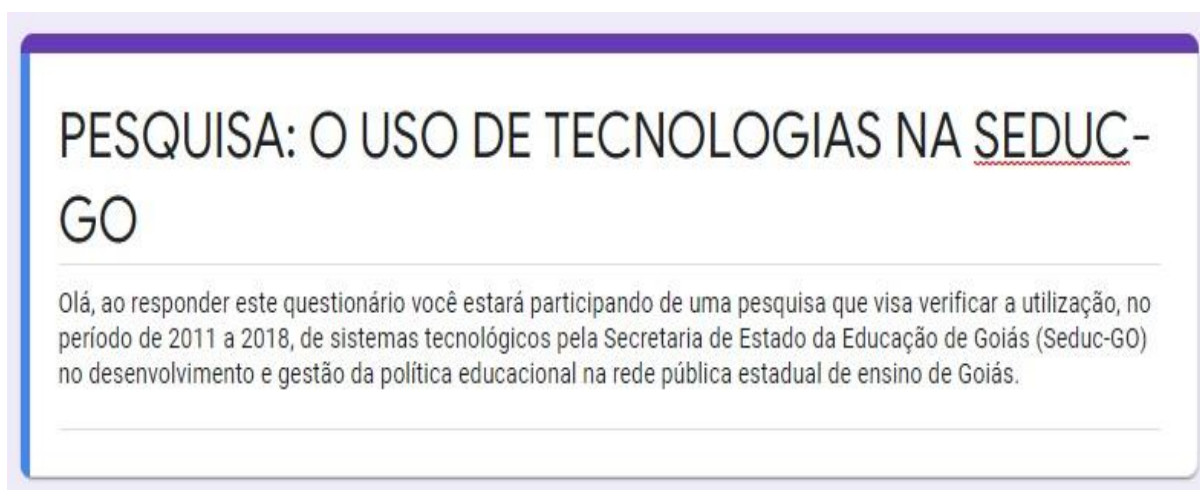 PESQUISA: O USO DE TECNOLOGIAS NA SEDUC-
GO
Olá, ao responder este questionário você estará participando de uma pesquisa que visa verificar a utilização, no
período de 2011 a 2018, de sistemas tecnológicos pela Secretaria de Estado da Educação de Goiás (Seduc-GO)
no desenvolvimento e gestão da política educacional na rede pública estadual de ensino de Goiás.